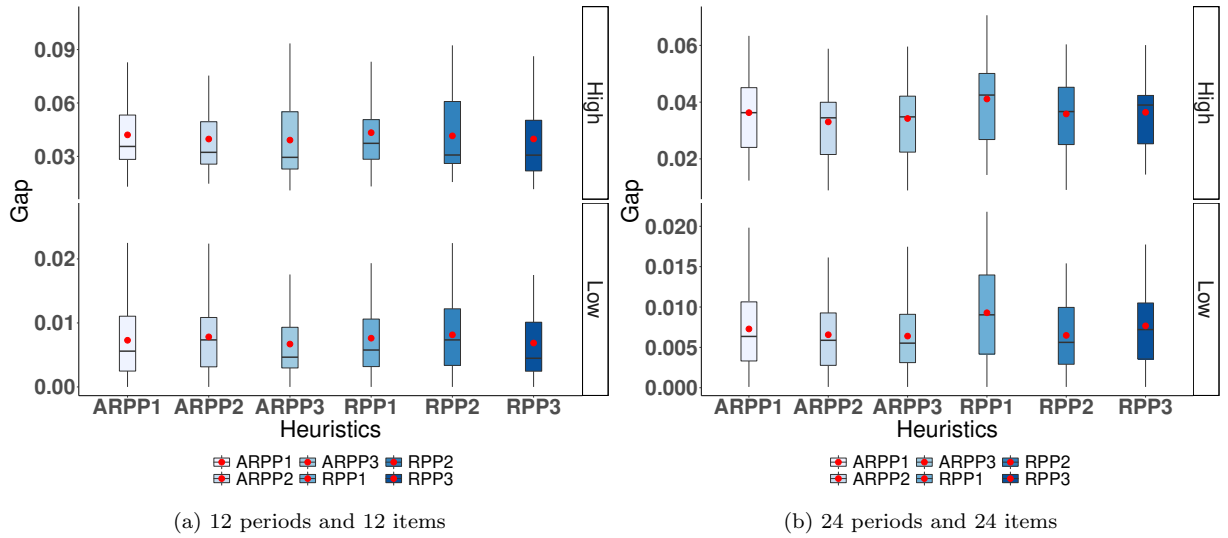 Gap
0.09
0.06
0.03
High
0.02
0.01
0.00
Low
ARPP1 ARPP2 ARPP3 RPP1 RPP2 RPP3
Heuristics
ARPP1 ARPP3 RPP2
ARPP2 RPP1 RPP3
(a) 12 periods and 12 items
Gap
0.06
0.04
0.02
High
0.020
0.015
0.010
0.005
0.000
Low
ARPP1 ARPP2 ARPP3 RPP1 RPP2 RPP3
Heuristics
ARPP1 ARPP3 RPP2
ARPP2 RPP1 RPP3
(b) 24 periods and 24 items